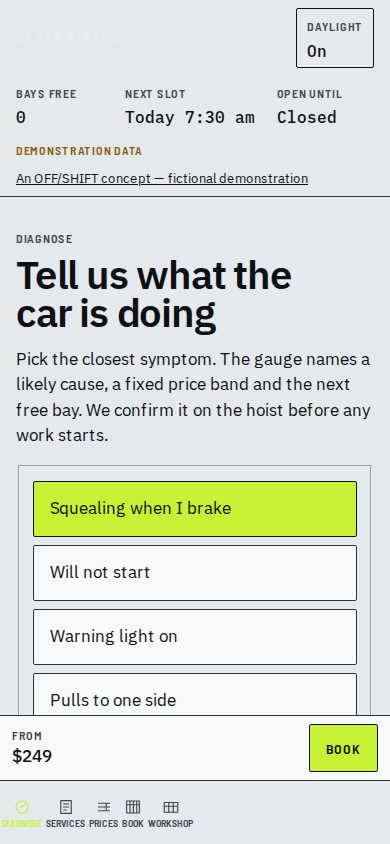 SLATE PISTON
DAYLIGHT
On
BAYS FREE
0
NEXT SLOT
Today 7:30 am
OPEN UNTIL
Closed
DEMONSTRATION DATA
An OFF/SHIFT concept — fictional demonstration
DIAGNOSE
Tell us what the
car is doing
Pick the closest symptom. The gauge names a
likely cause, a fixed price band and the next
free bay. We confirm it on the hoist before any
work starts.
Squealing when I brake
Will not start
Warning light on
Pulls to one side
FROM
$249
BOOK
DIAGNOSE
SERVICES
PRICES
BOOK
WORKSHOP